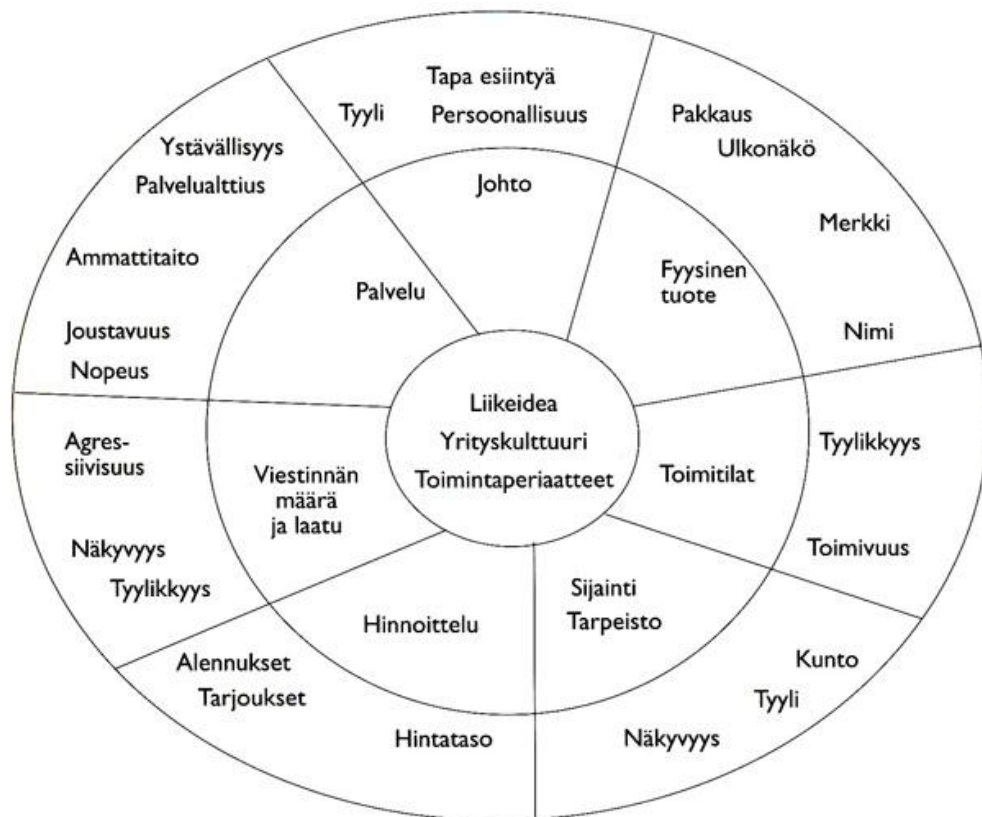 Tapa esiintyä
Tyyli
Persoonallisuus
Johto
Pakkaus
Ulkonäkö
Merkki
Nimi
Fyysinen
tuote
Tyylikkyys
Toimivuus
Toimitilat
Kunto
Tyyli
Näkyvyys
Sijainti
Tarpeisto
Hintataso
Alennukset
Tarjoukset
Hinnoittelu
Agres-
siivisuus
Näkyvyys
Tyylikkyys
Viestinnän
määrä
ja laatu
Ystävällisyys
Palvelualttius
Ammattitaito
Joustavuus
Nopeus
Palvelu
Liikeidea
Yrityskulttuuri
Toimintaperiaatteet